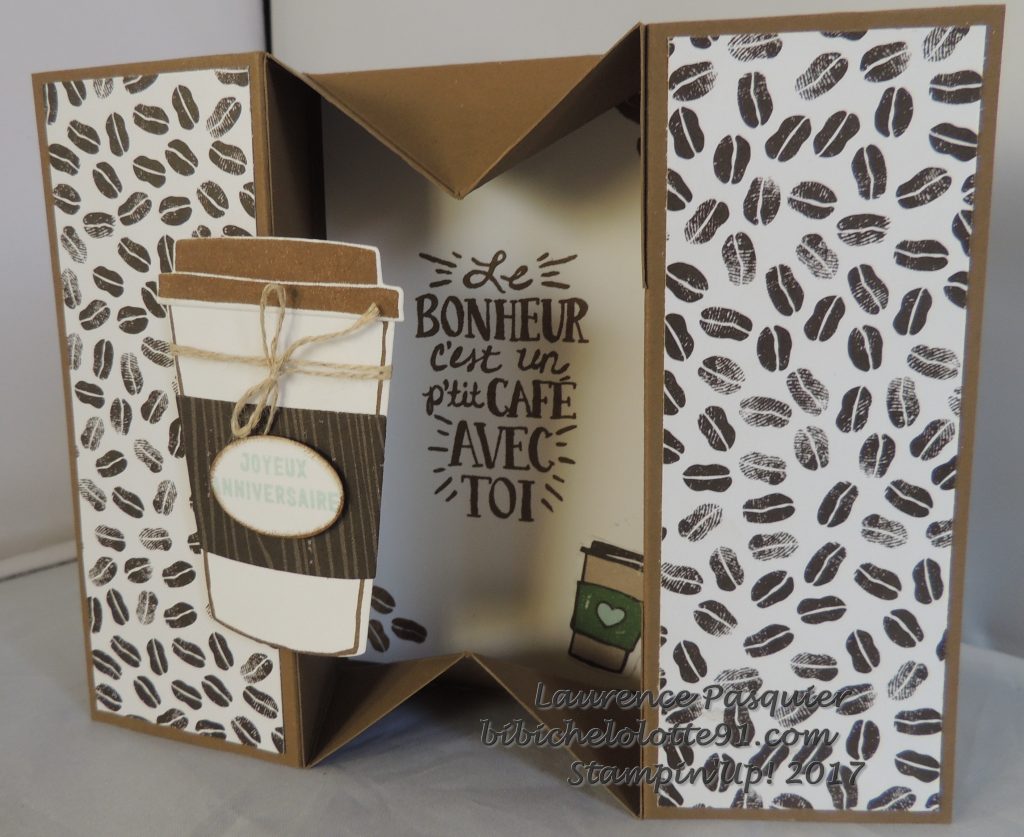 Le
BONHEUR
c'est un
p'tit CAFÉ
AVEC
TOI
JOYEUX
ANNIVERSAIRE
Laurence Pasquier
bibichelolotte91.com
Stampin'Up! 2017